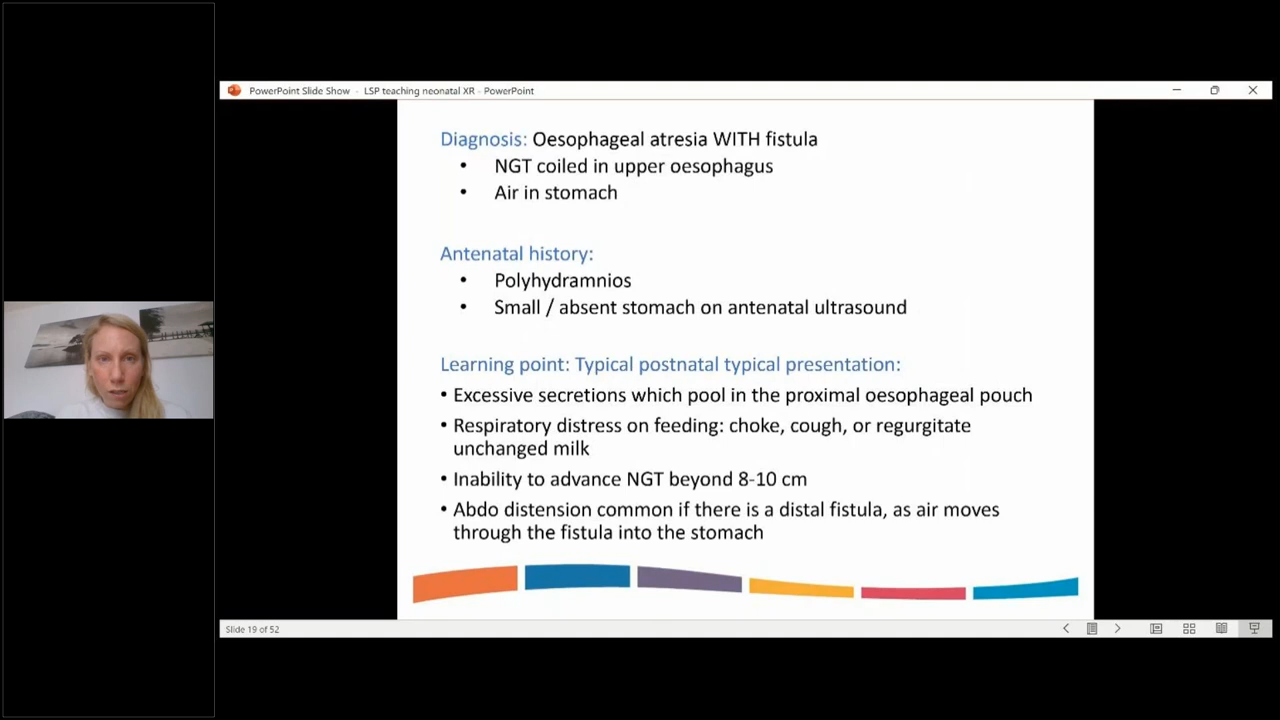 PowerPoint Slide Show - LSP teaching neonatal XR - PowerPoint
Diagnosis: Oesophageal atresia WITH fistula
• NGT coiled in upper oesophagus
• Air in stomach
Antenatal history:
• Polyhydramnios
• Small / absent stomach on antenatal ultrasound
Learning point: Typical postnatal typical presentation:
• Excessive secretions which pool in the proximal oesophageal pouch
• Respiratory distress on feeding: choke, cough, or regurgitate
unchanged milk
• Inability to advance NGT beyond 8-10 cm
• Abdo distension common if there is a distal fistula, as air moves
through the fistula into the stomach
Slide 19 of 52